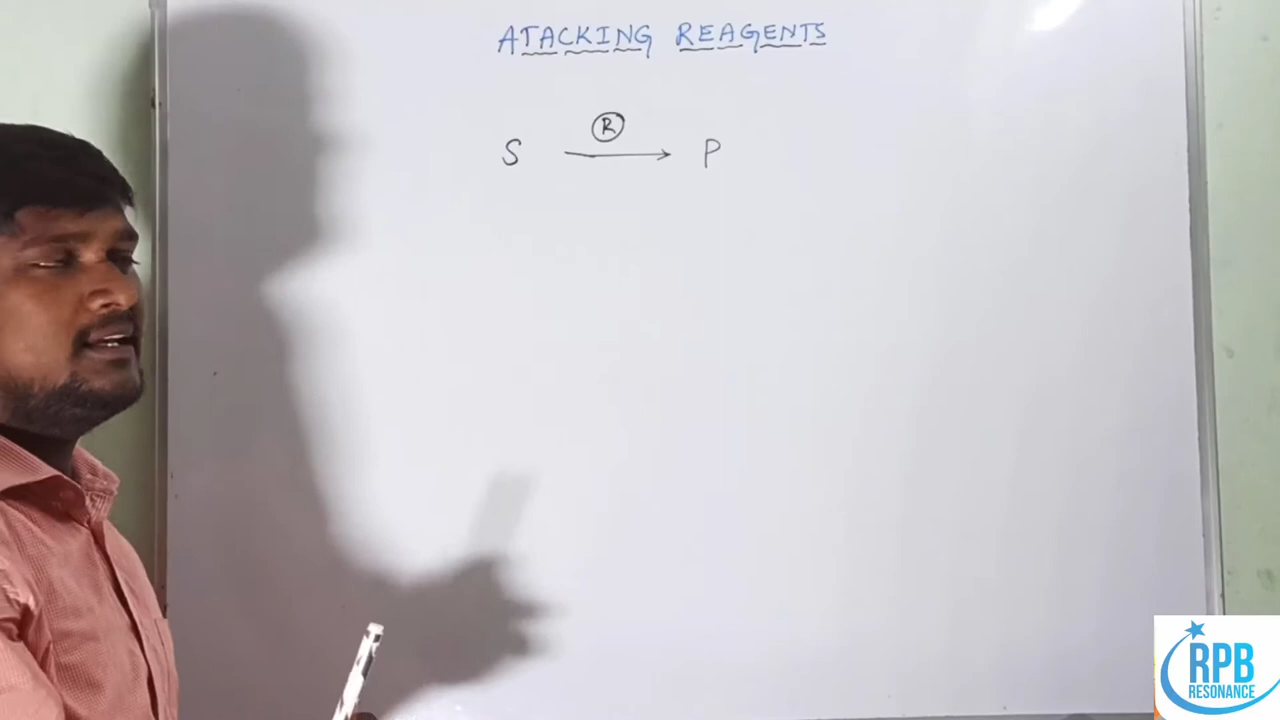 ATACKING REAGENTS
R
S → P
RPB
RESONANCE